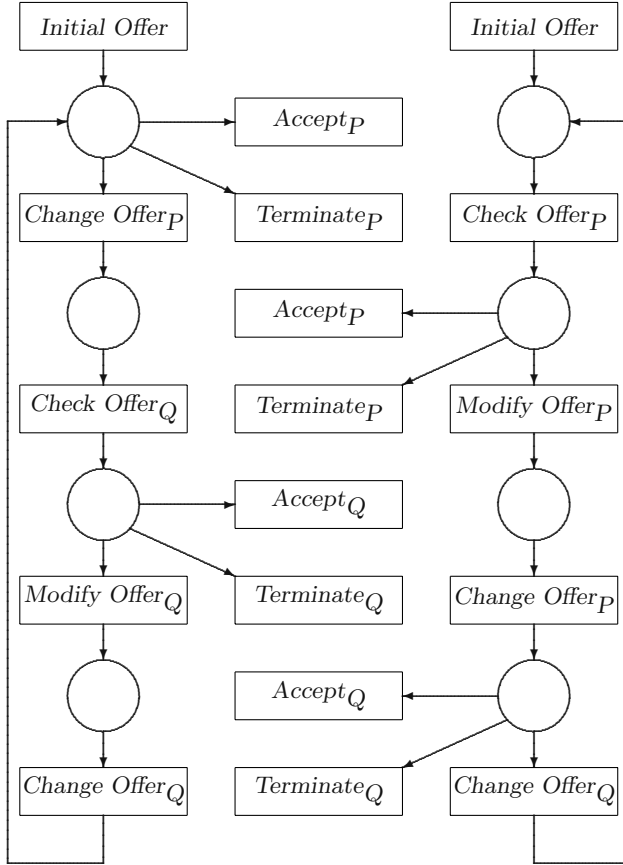 Initial Offer
Initial Offer
Accept_P
Change Offer_P
Terminate_P
Check Offer_P
Accept_P
Check Offer_Q
Terminate_P
Modify Offer_P
Accept_Q
Modify Offer_Q
Terminate_Q
Change Offer_P
Accept_Q
Change Offer_Q
Terminate_Q
Change Offer_Q